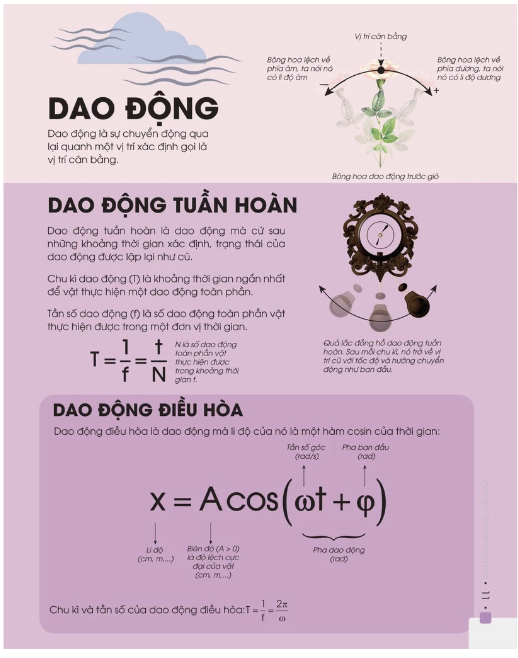 Vị trí cân bằng
Bông hoa lệch về
phía âm, ta nói nó
có li độ âm
Bông hoa lệch về
phía dương, ta nói
nó có li độ dương
−
+
DAO ĐỘNG
Dao động là sự chuyển động qua
lại quanh một vị trí xác định gọi là
vị trí cân bằng.
Bông hoa dao động trước gió
DAO ĐỘNG TUẦN HOÀN
Dao động tuần hoàn là dao động mà cứ sau
những khoảng thời gian xác định, trạng thái của
dao động được lặp lại như cũ.
Chu kì dao động (T) là khoảng thời gian ngắn nhất
để vật thực hiện một dao động toàn phần.
Tần số dao động (f) là số dao động toàn phần vật
thực hiện được trong một đơn vị thời gian.
T = 1/f = t/N
N là số dao động
toàn phần vật
thực hiện được
trong khoảng thời
gian t.
Quả lắc đồng hồ dao động tuần
hoàn. Sau mỗi chu kì, nó trở về vị
trí cũ với tốc độ và hướng chuyển
động như ban đầu.
DAO ĐỘNG ĐIỀU HÒA
Dao động điều hòa là dao động mà li độ của nó là một hàm cosin của thời gian:
Tần số góc
(rad/s)
Pha ban đầu
(rad)
x = A cos(ωt + φ)
Li độ
(cm, m,...)
Biên độ (A > 0)
là độ lệch cực
đại của vật
(cm, m,...)
Pha dao động
(rad)
Chu kì và tần số của dao động điều hòa: T = 1/f = 2π/ω
• 11 •